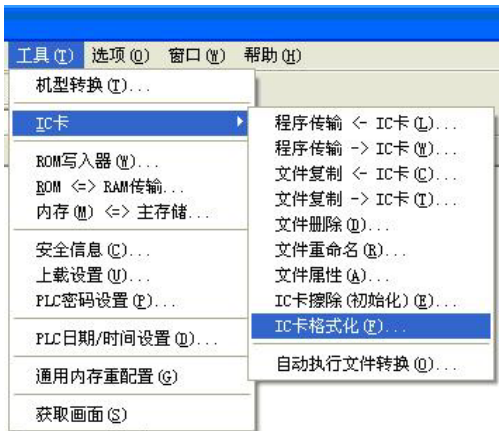 工具(T) 选项(O) 窗口(W) 帮助(H)
机型转换(T)...
IC卡
ROM写入器(W)...
ROM <=> RAM传输...
内存(M) <=> 主存储...
安全信息(C)...
上载设置(U)...
PLC密码设置(P)...
PLC日期/时间设置(D)...
通用内存重配置(G)
获取画面(S)
程序传输 <- IC卡(L)...
程序传输 -> IC卡(W)...
文件复制 <- IC卡(C)...
文件复制 -> IC卡(T)...
文件删除(D)...
文件重命名(R)...
文件属性(A)...
IC卡擦除(初始化)(E)...
IC卡格式化(F)...
自动执行文件转换(O)...